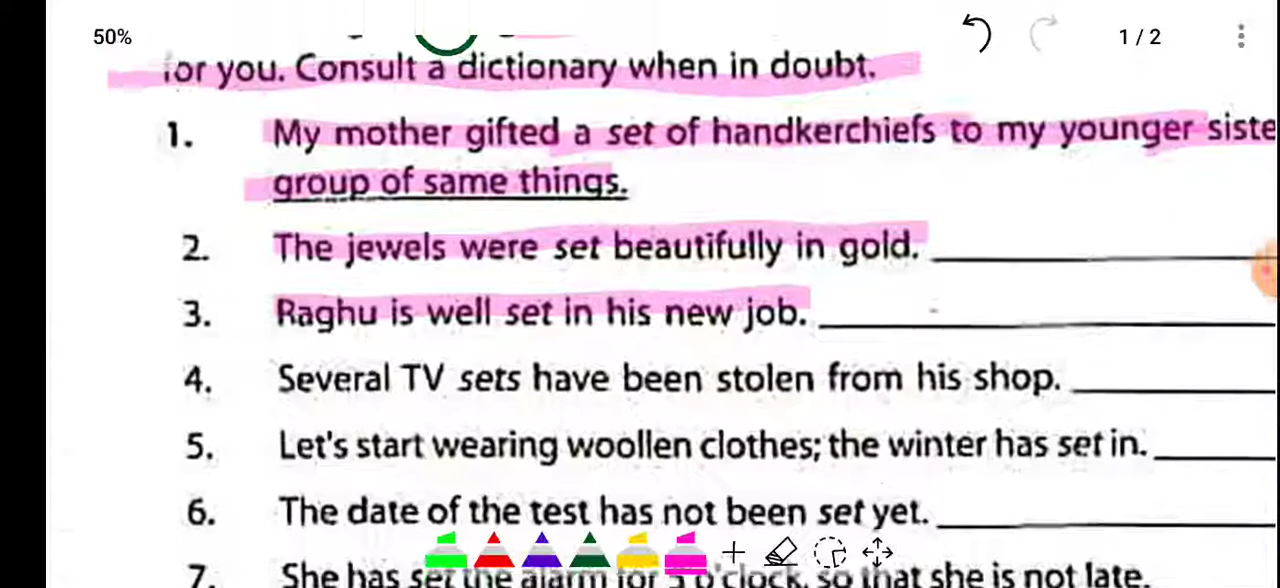 50%
1 / 2
for you. Consult a dictionary when in doubt.
1. My mother gifted a set of handkerchiefs to my younger siste
group of same things.
2. The jewels were set beautifully in gold.
3. Raghu is well set in his new job.
4. Several TV sets have been stolen from his shop.
5. Let's start wearing woollen clothes; the winter has set in.
6. The date of the test has not been set yet.
7. She has set the alarm for 5 o'clock, so that she is not late.